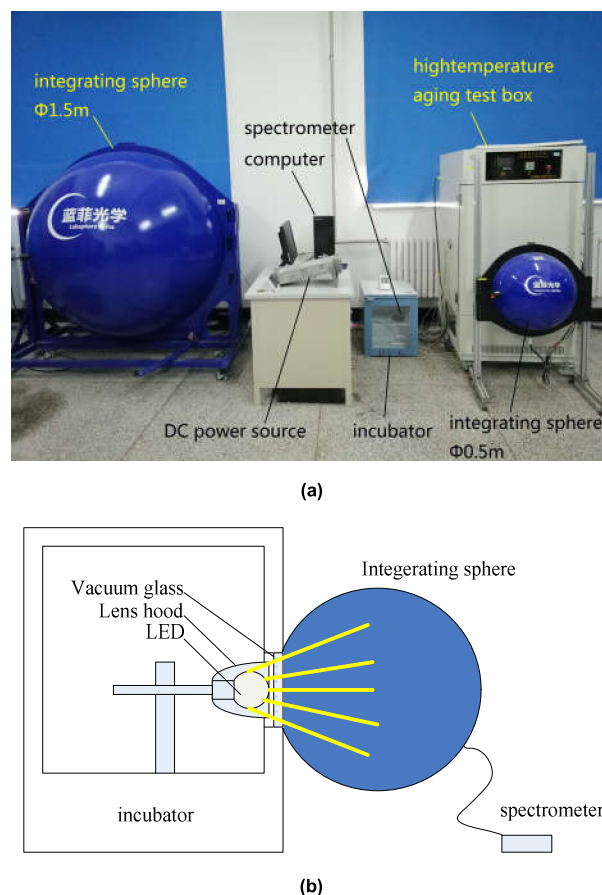 integrating sphere
Φ1.5m
spectrometer
computer
hightemperature
aging test box
蓝菲光学
蓝菲光学
DC power source
incubator
integrating sphere
Φ0.5m
(a)
Vacuum glass
Lens hood
LED
Integerating sphere
incubator
spectrometer
(b)